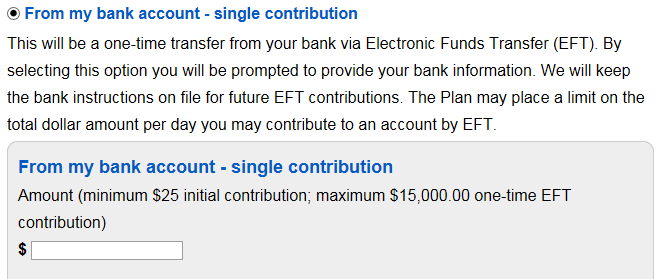 From my bank account - single contribution
This will be a one-time transfer from your bank via Electronic Funds Transfer (EFT). By
selecting this option you will be prompted to provide your bank information. We will keep
the bank instructions on file for future EFT contributions. The Plan may place a limit on the
total dollar amount per day you may contribute to an account by EFT.
From my bank account - single contribution
Amount (minimum $25 initial contribution; maximum $15,000.00 one-time EFT
contribution)
$